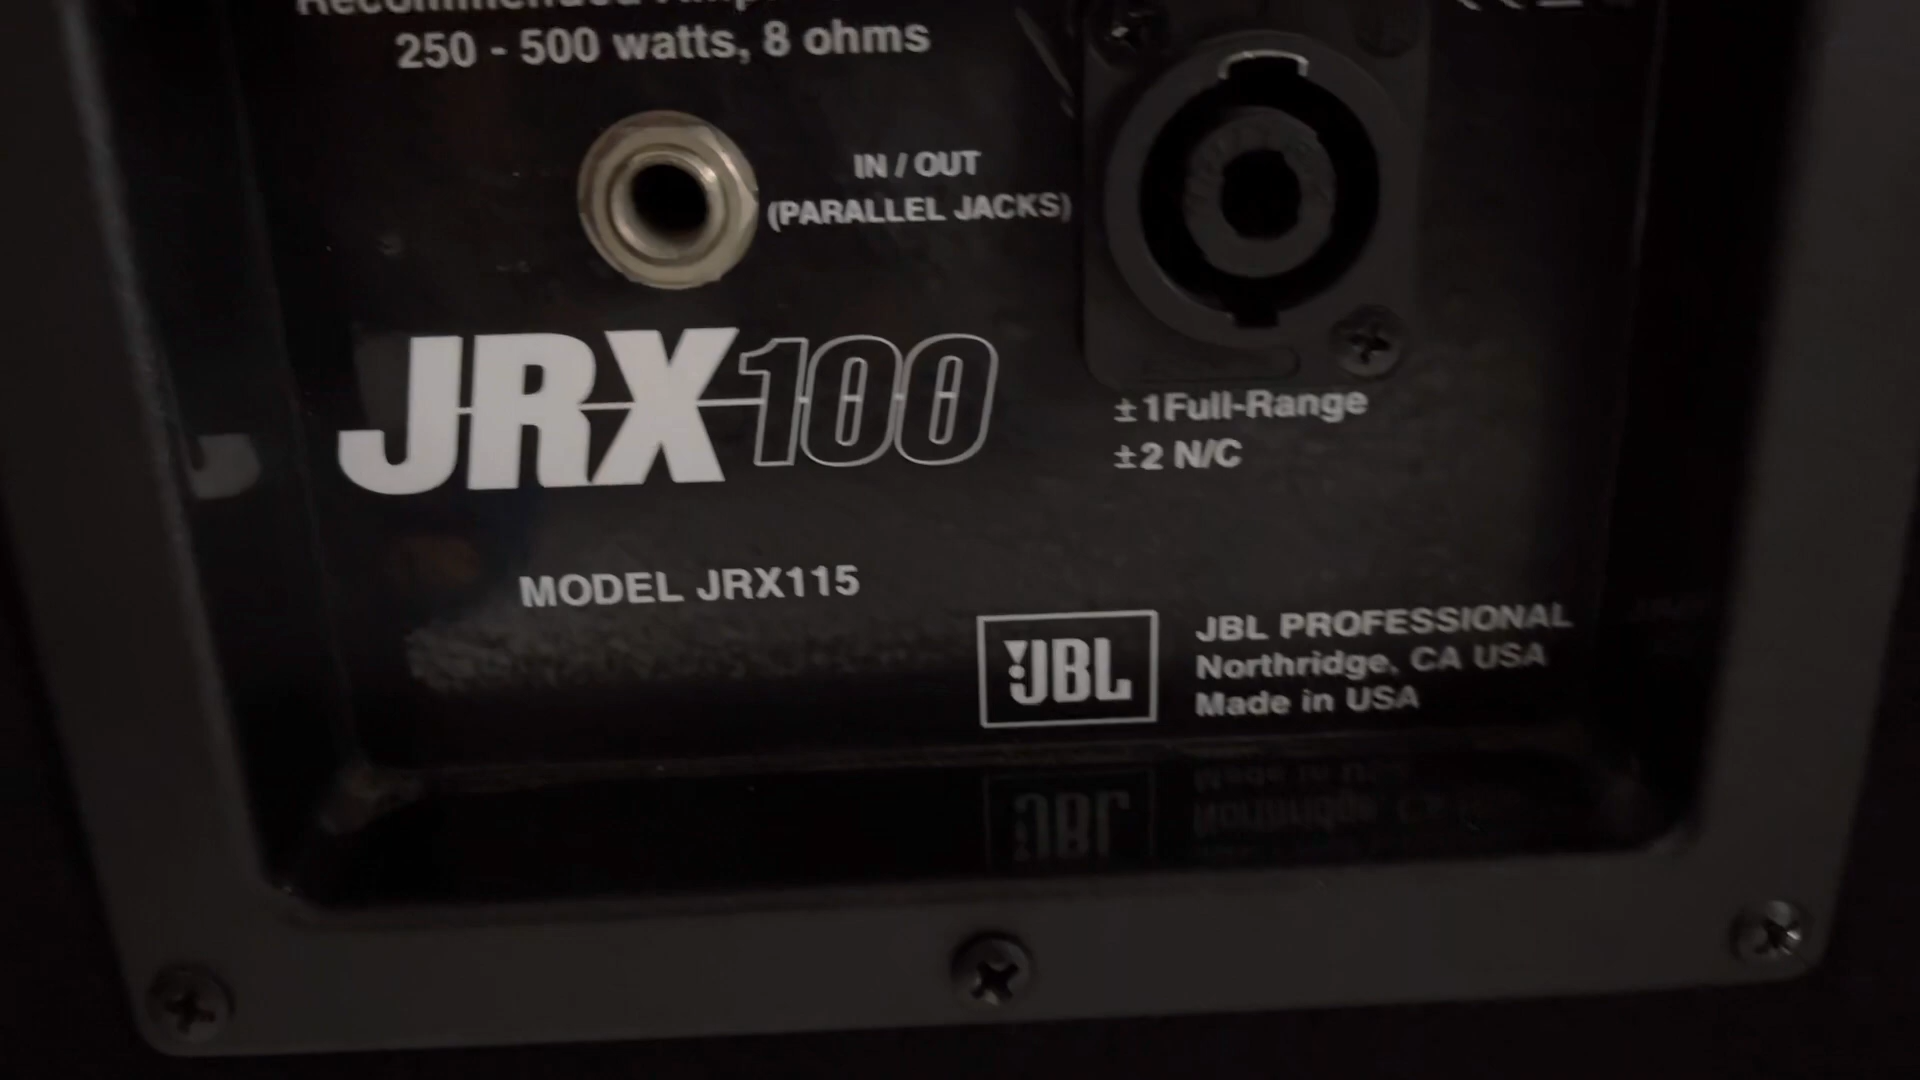 Recommended
250 - 500 watts, 8 ohms
IN / OUT
(PARALLEL JACKS)
JRX100
±1Full-Range
±2 N/C
MODEL JRX115
JBL
JBL PROFESSIONAL
Northridge, CA USA
Made in USA